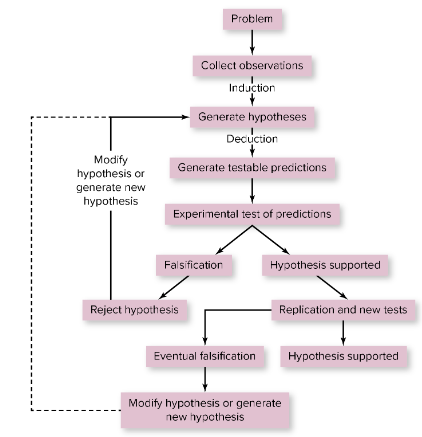 Problem
Collect observations
Induction
Generate hypotheses
Deduction
Modify
hypothesis or
generate new
hypothesis
Generate testable predictions
Experimental test of predictions
Falsification
Hypothesis supported
Reject hypothesis
Replication and new tests
Eventual falsification
Hypothesis supported
Modify hypothesis or generate
new hypothesis